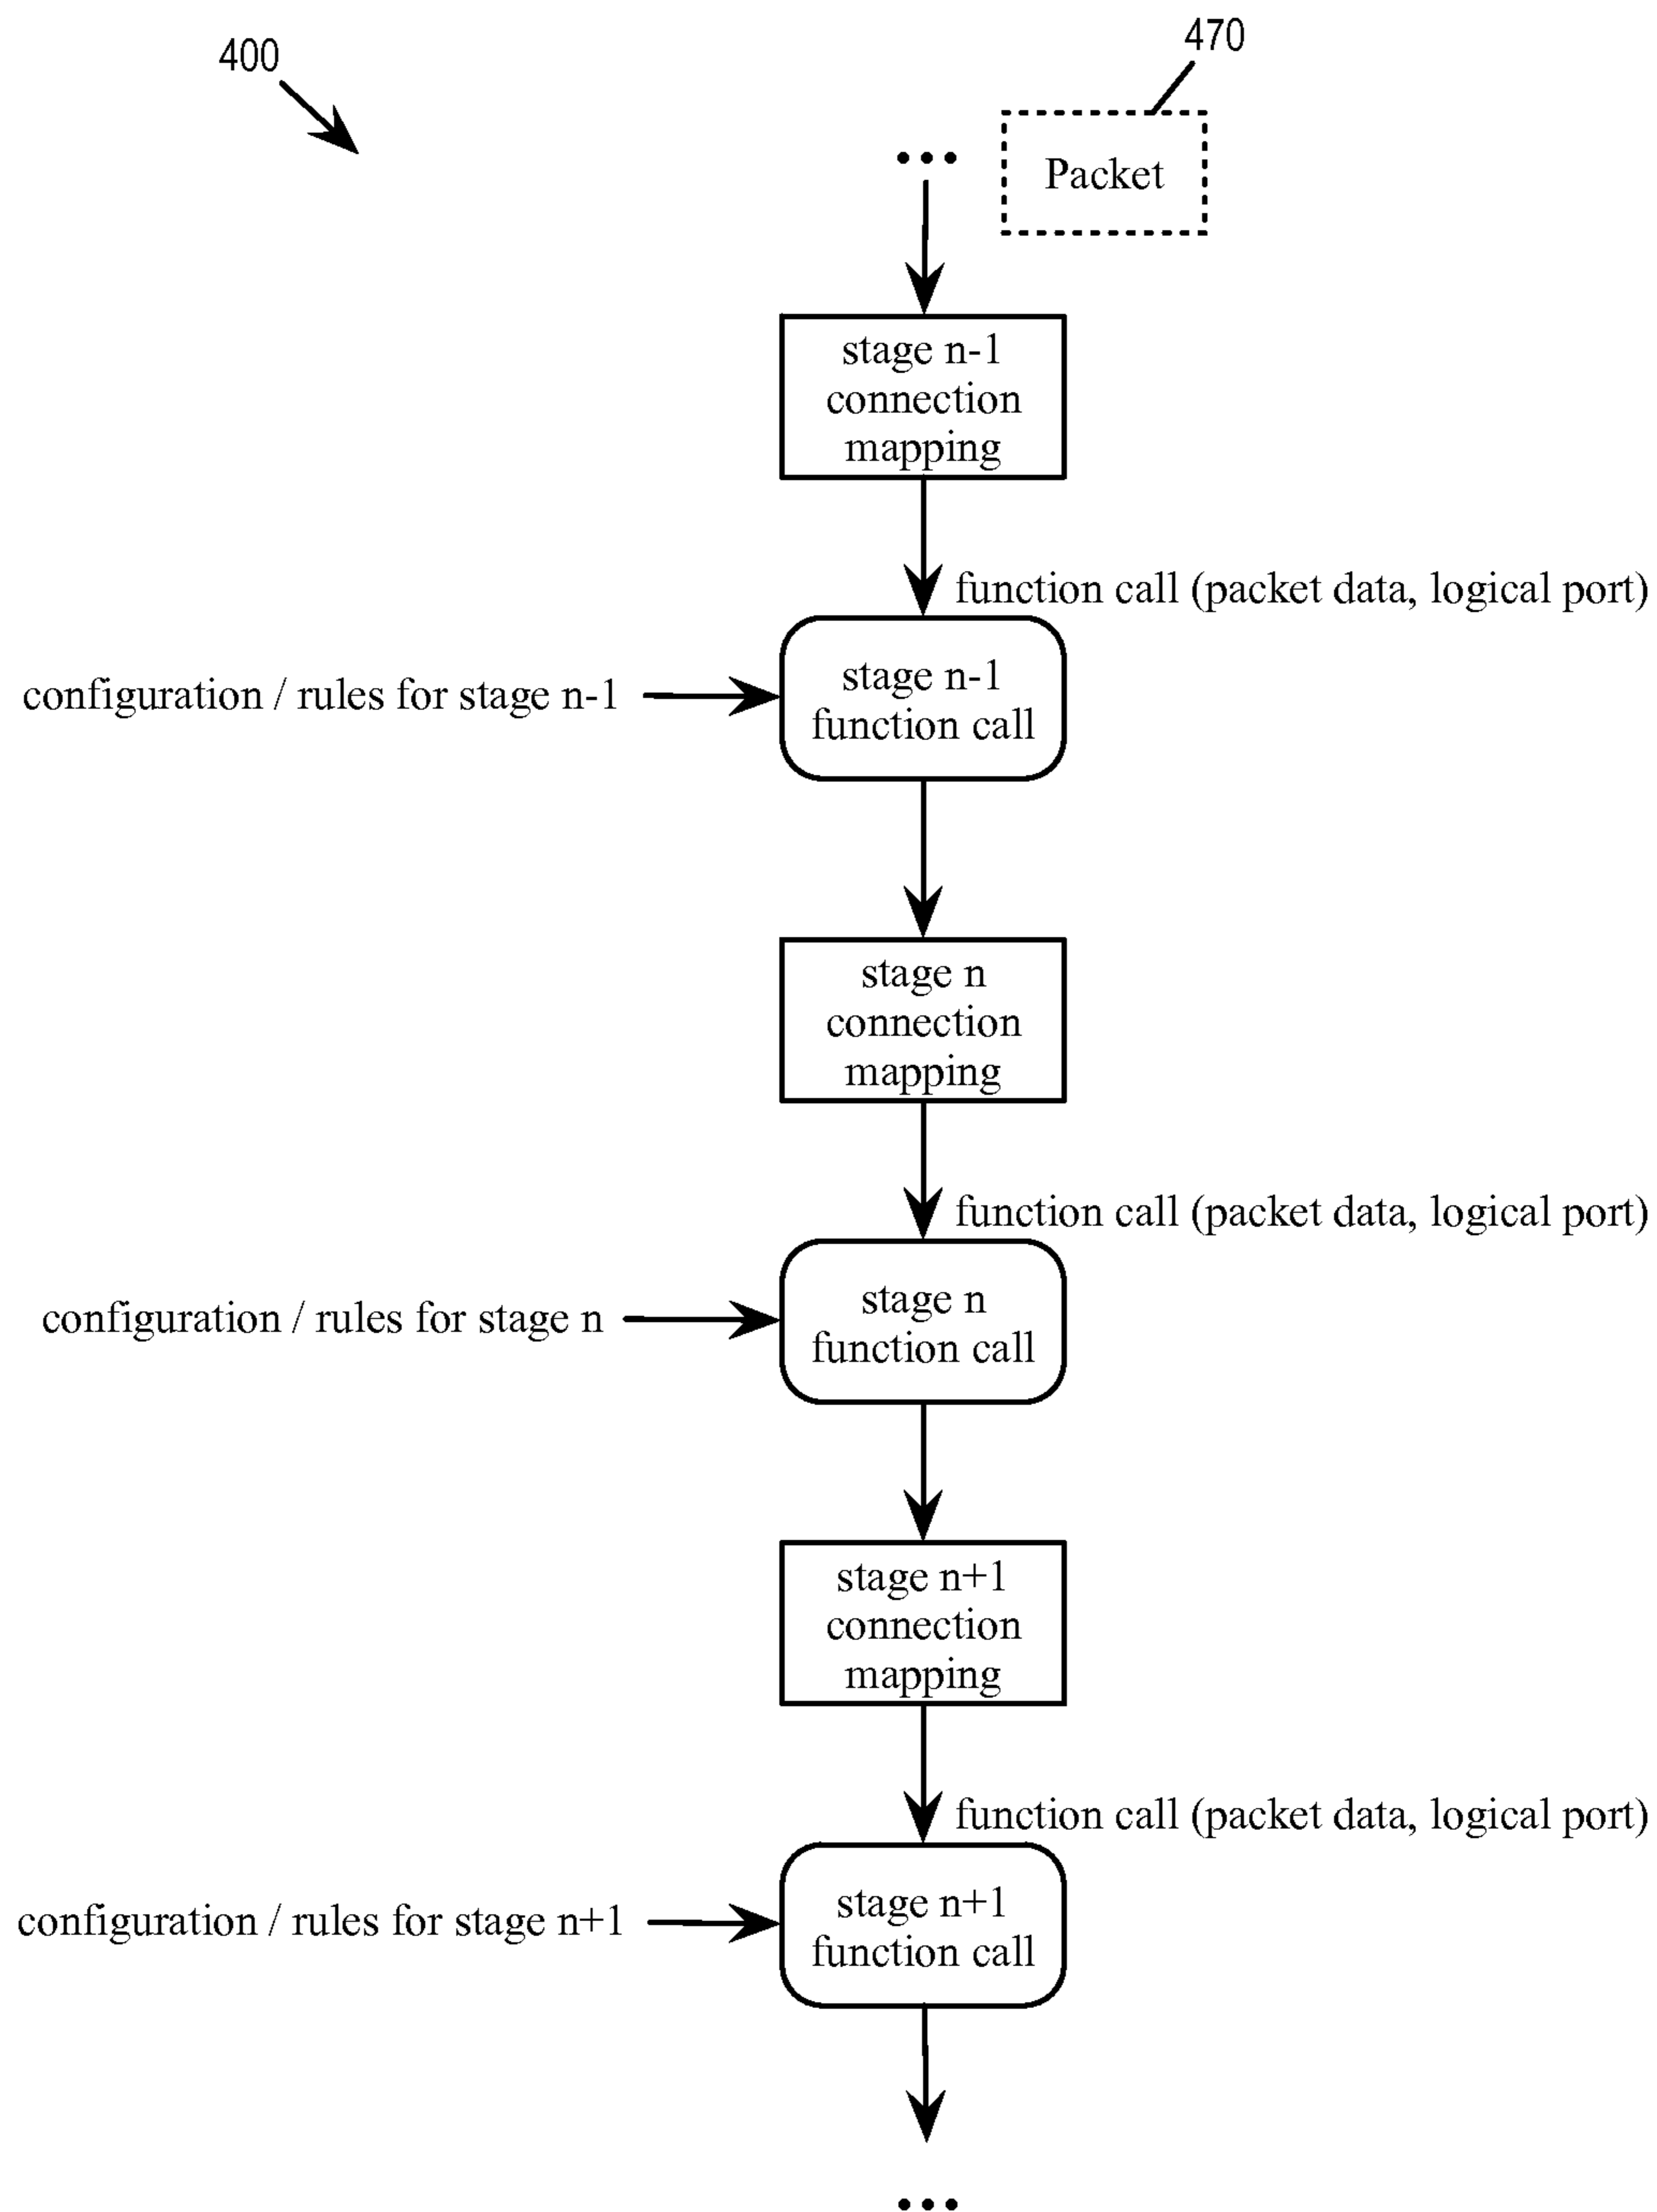 400
470
...
Packet
stage n-1
connection
mapping
function call (packet data, logical port)
configuration / rules for stage n-1
stage n-1
function call
stage n
connection
mapping
function call (packet data, logical port)
configuration / rules for stage n
stage n
function call
stage n+1
connection
mapping
function call (packet data, logical port)
configuration / rules for stage n+1
stage n+1
function call
...